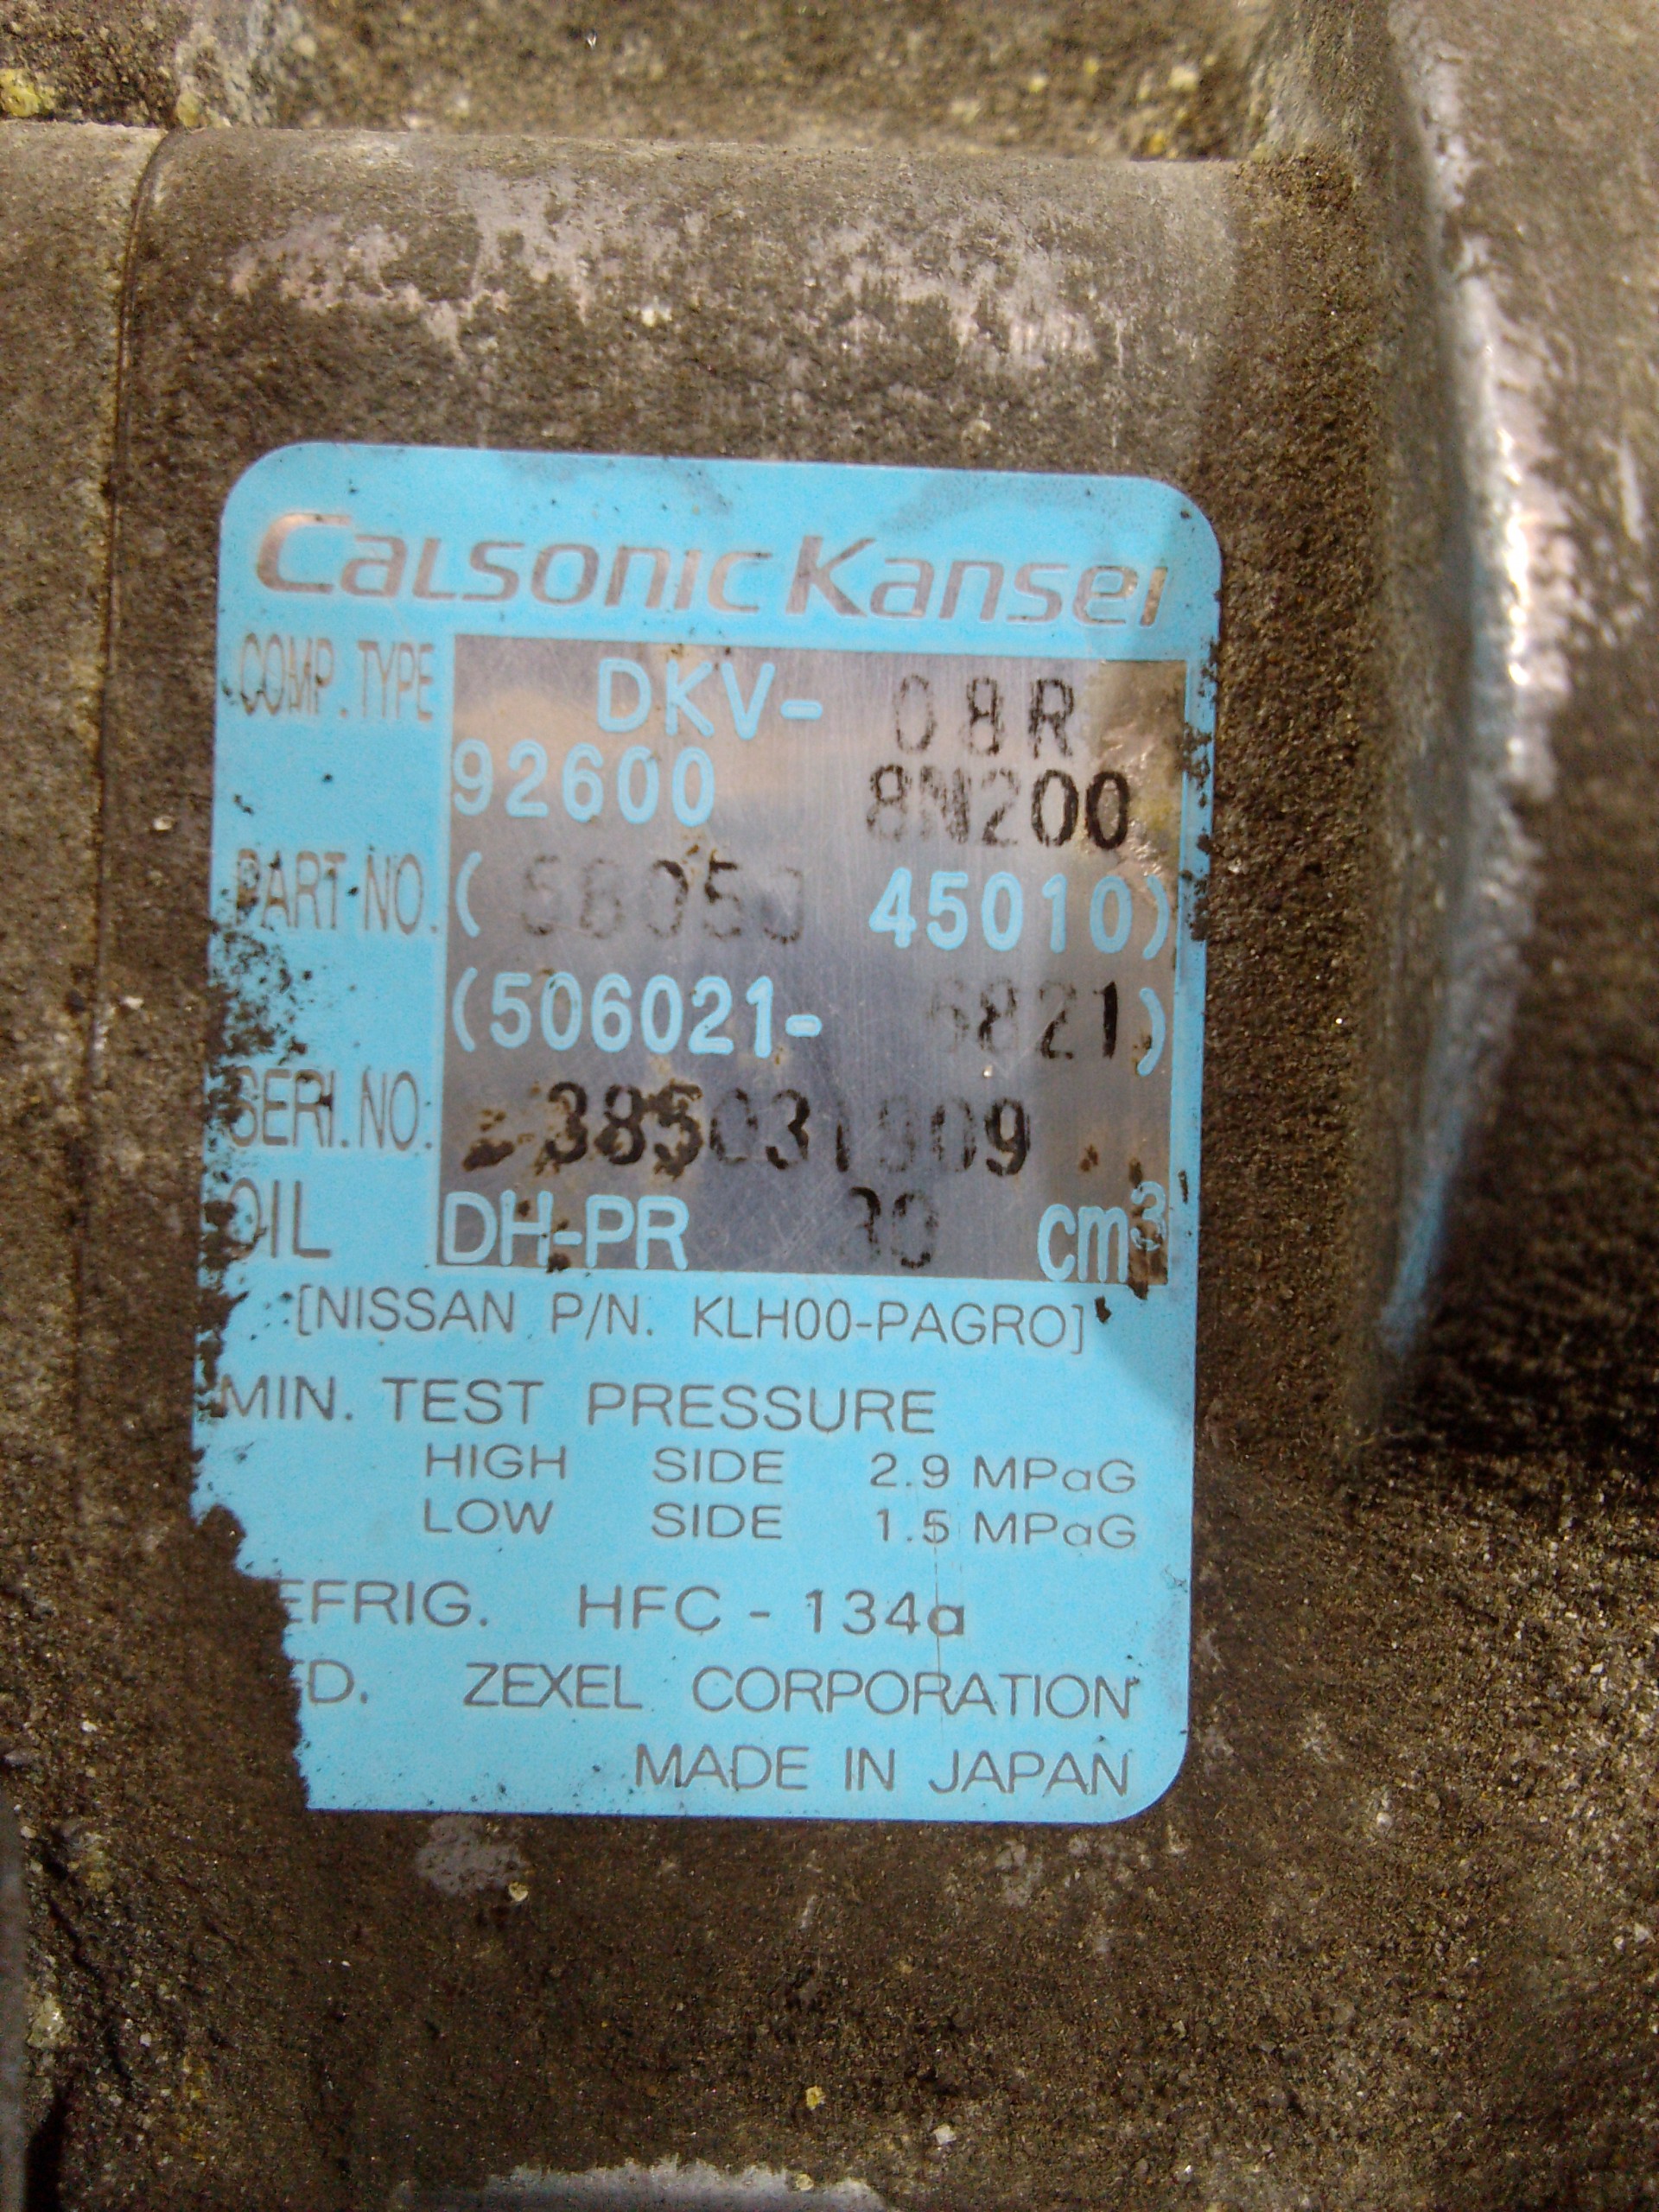 CalsonicKansei
COMP. TYPE DKV- 08R
92600 8N200
PART NO. ( 45010)
(506021- 6821)
SERI. NO.
OIL DH-PR cm³
[NISSAN P/N. KLH00-PAGRO]
MIN. TEST PRESSURE
HIGH SIDE 2.9 MPaG
LOW SIDE 1.5 MPaG
EFRIG. HFC - 134a
D. ZEXEL CORPORATION
MADE IN JAPAN